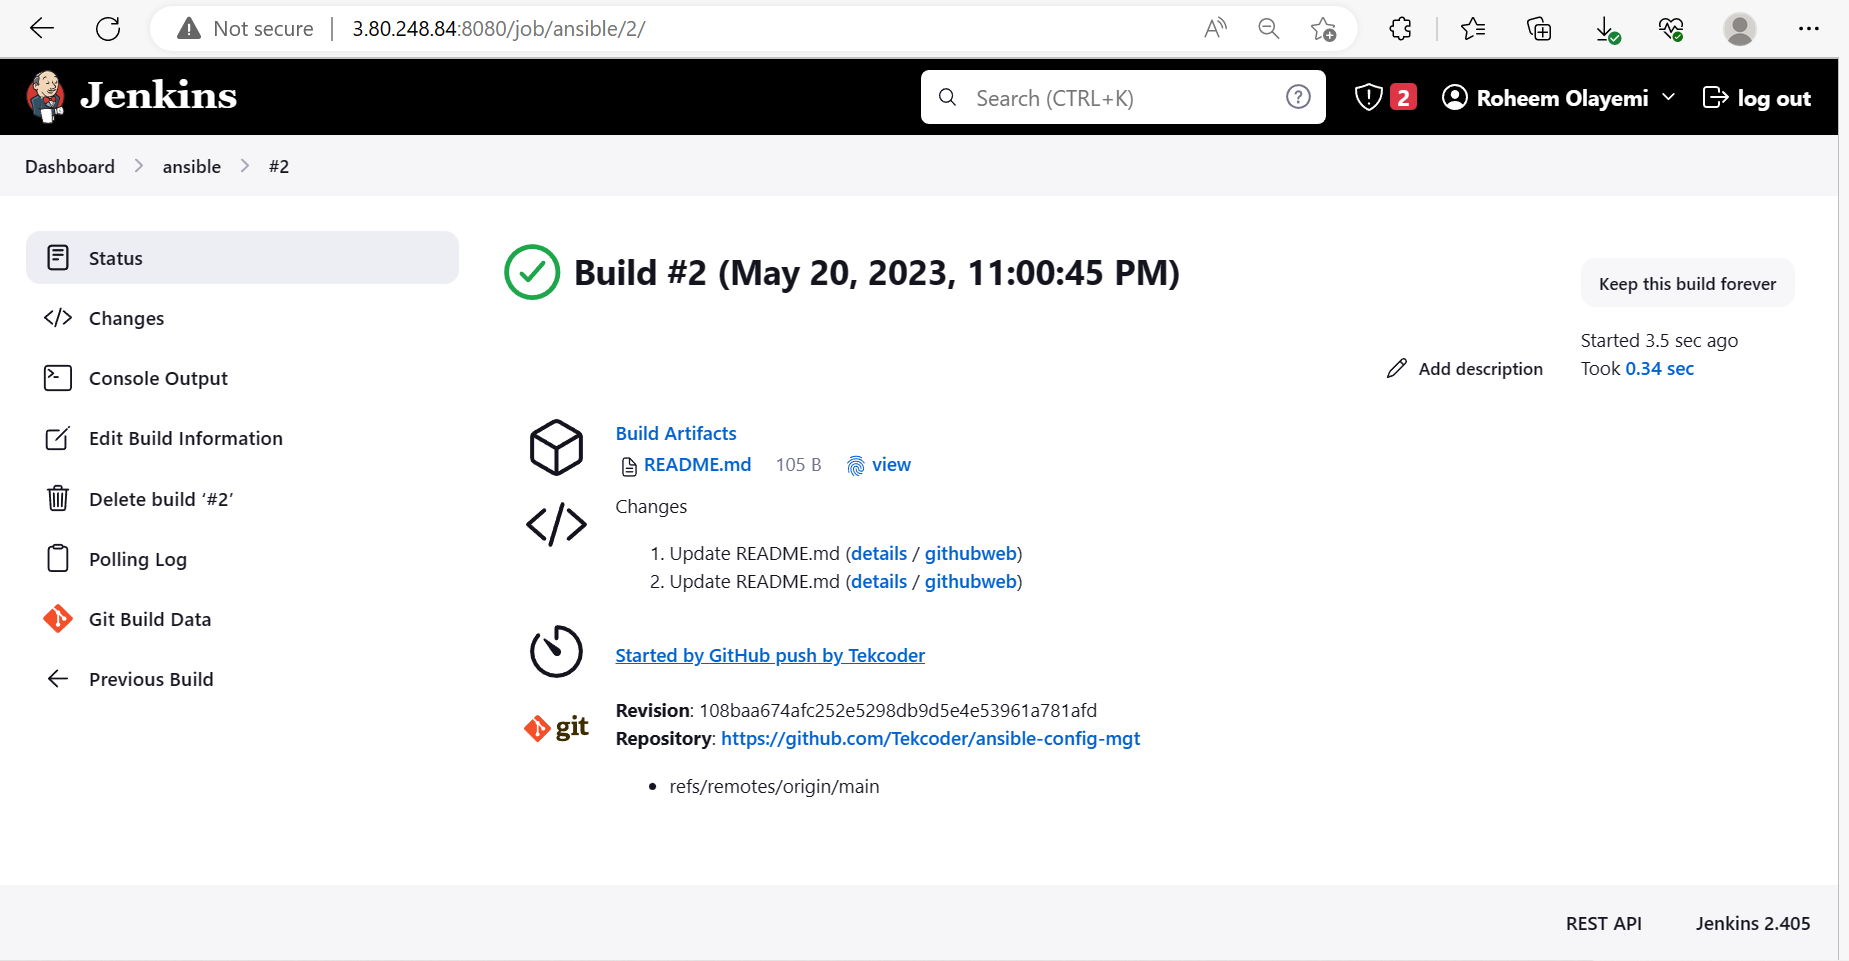 Not secure | 3.80.248.84:8080/job/ansible/2/
Jenkins
Search (CTRL+K)
2
Roheem Olayemi
log out
Dashboard
ansible
#2
Status
Changes
Console Output
Edit Build Information
Delete build ‘#2’
Polling Log
Git Build Data
Previous Build
Build #2 (May 20, 2023, 11:00:45 PM)
Keep this build forever
Add description
Started 3.5 sec ago
Took 0.34 sec
Build Artifacts
README.md 105 B view
Changes
1. Update README.md (details / githubweb)
2. Update README.md (details / githubweb)
Started by GitHub push by Tekcoder
git
Revision: 108baa674afc252e5298db9d5e4e53961a781afd
Repository: https://github.com/Tekcoder/ansible-config-mgt
• refs/remotes/origin/main
REST API
Jenkins 2.405